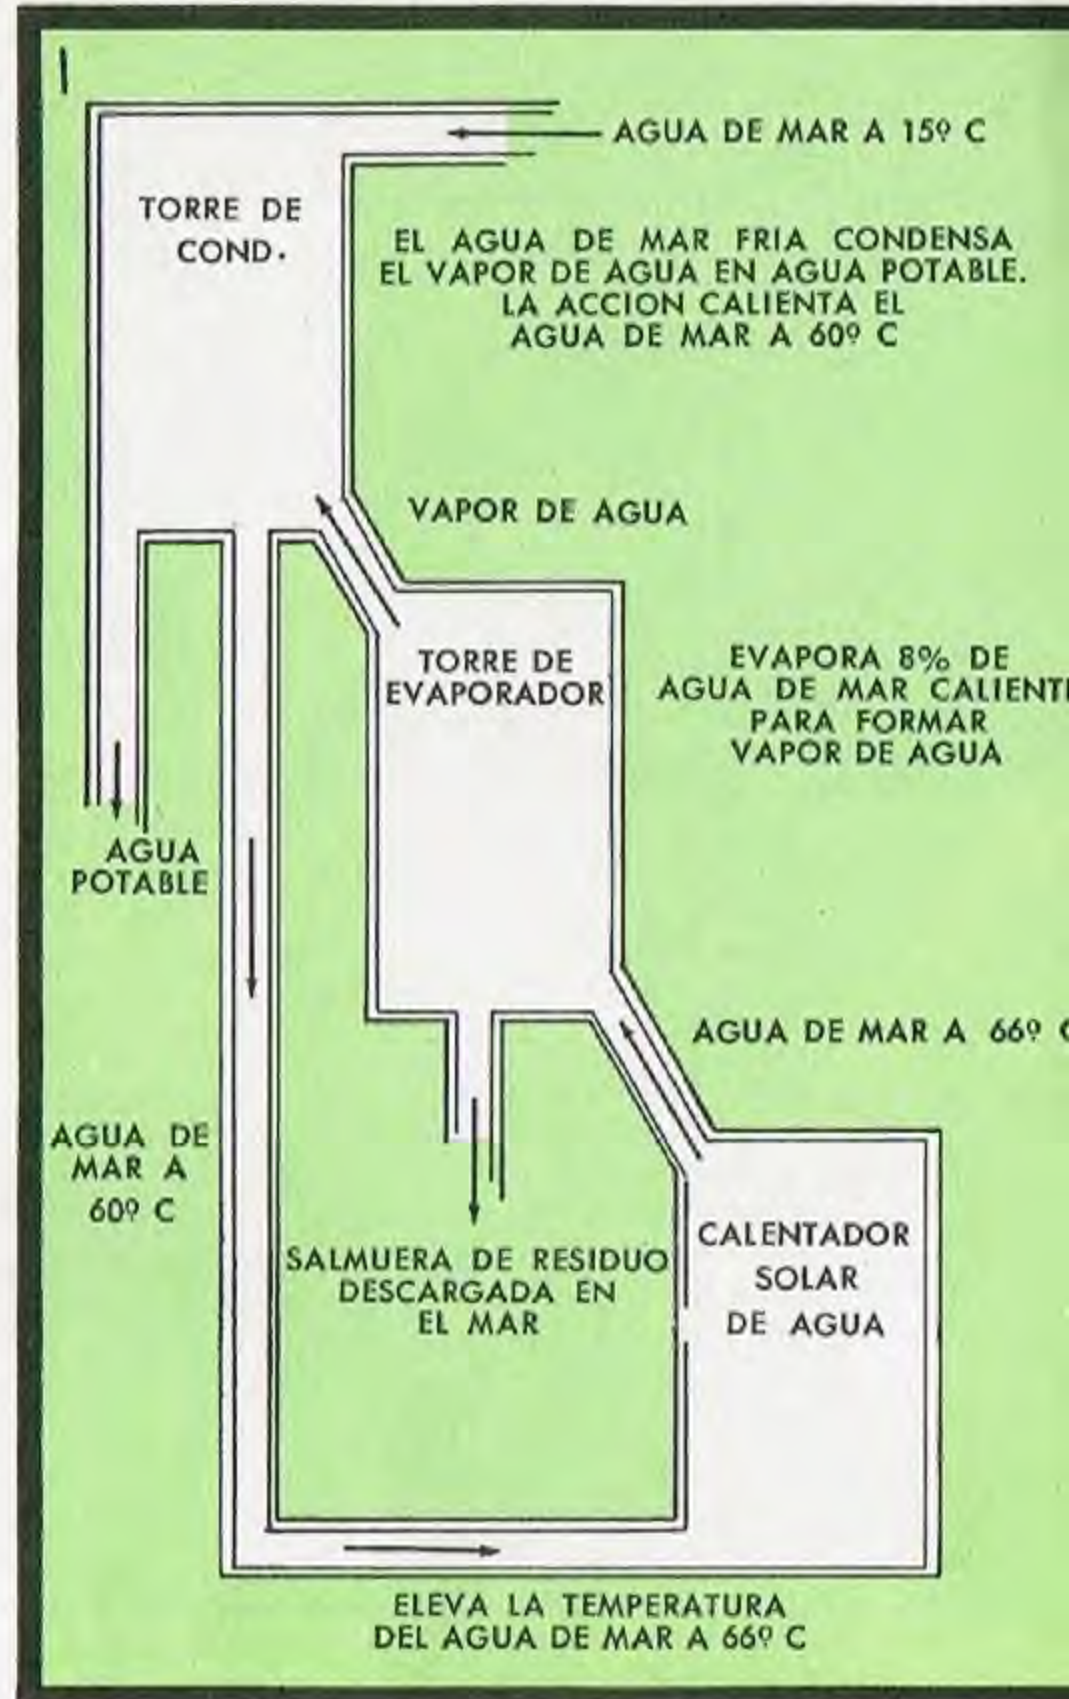 1
AGUA DE MAR A 15º C
TORRE DE
COND.
EL AGUA DE MAR FRIA CONDENSA
EL VAPOR DE AGUA EN AGUA POTABLE.
LA ACCION CALIENTA EL
AGUA DE MAR A 60º C
VAPOR DE AGUA
TORRE DE
EVAPORADOR
EVAPORA 8% DE
AGUA DE MAR CALIENTE
PARA FORMAR
VAPOR DE AGUA
AGUA
POTABLE
AGUA DE MAR A 66º C
AGUA DE
MAR A
60º C
SALMUERA DE RESIDUO
DESCARGADA EN
EL MAR
CALENTADOR
SOLAR
DE AGUA
ELEVA LA TEMPERATURA
DEL AGUA DE MAR A 66º C